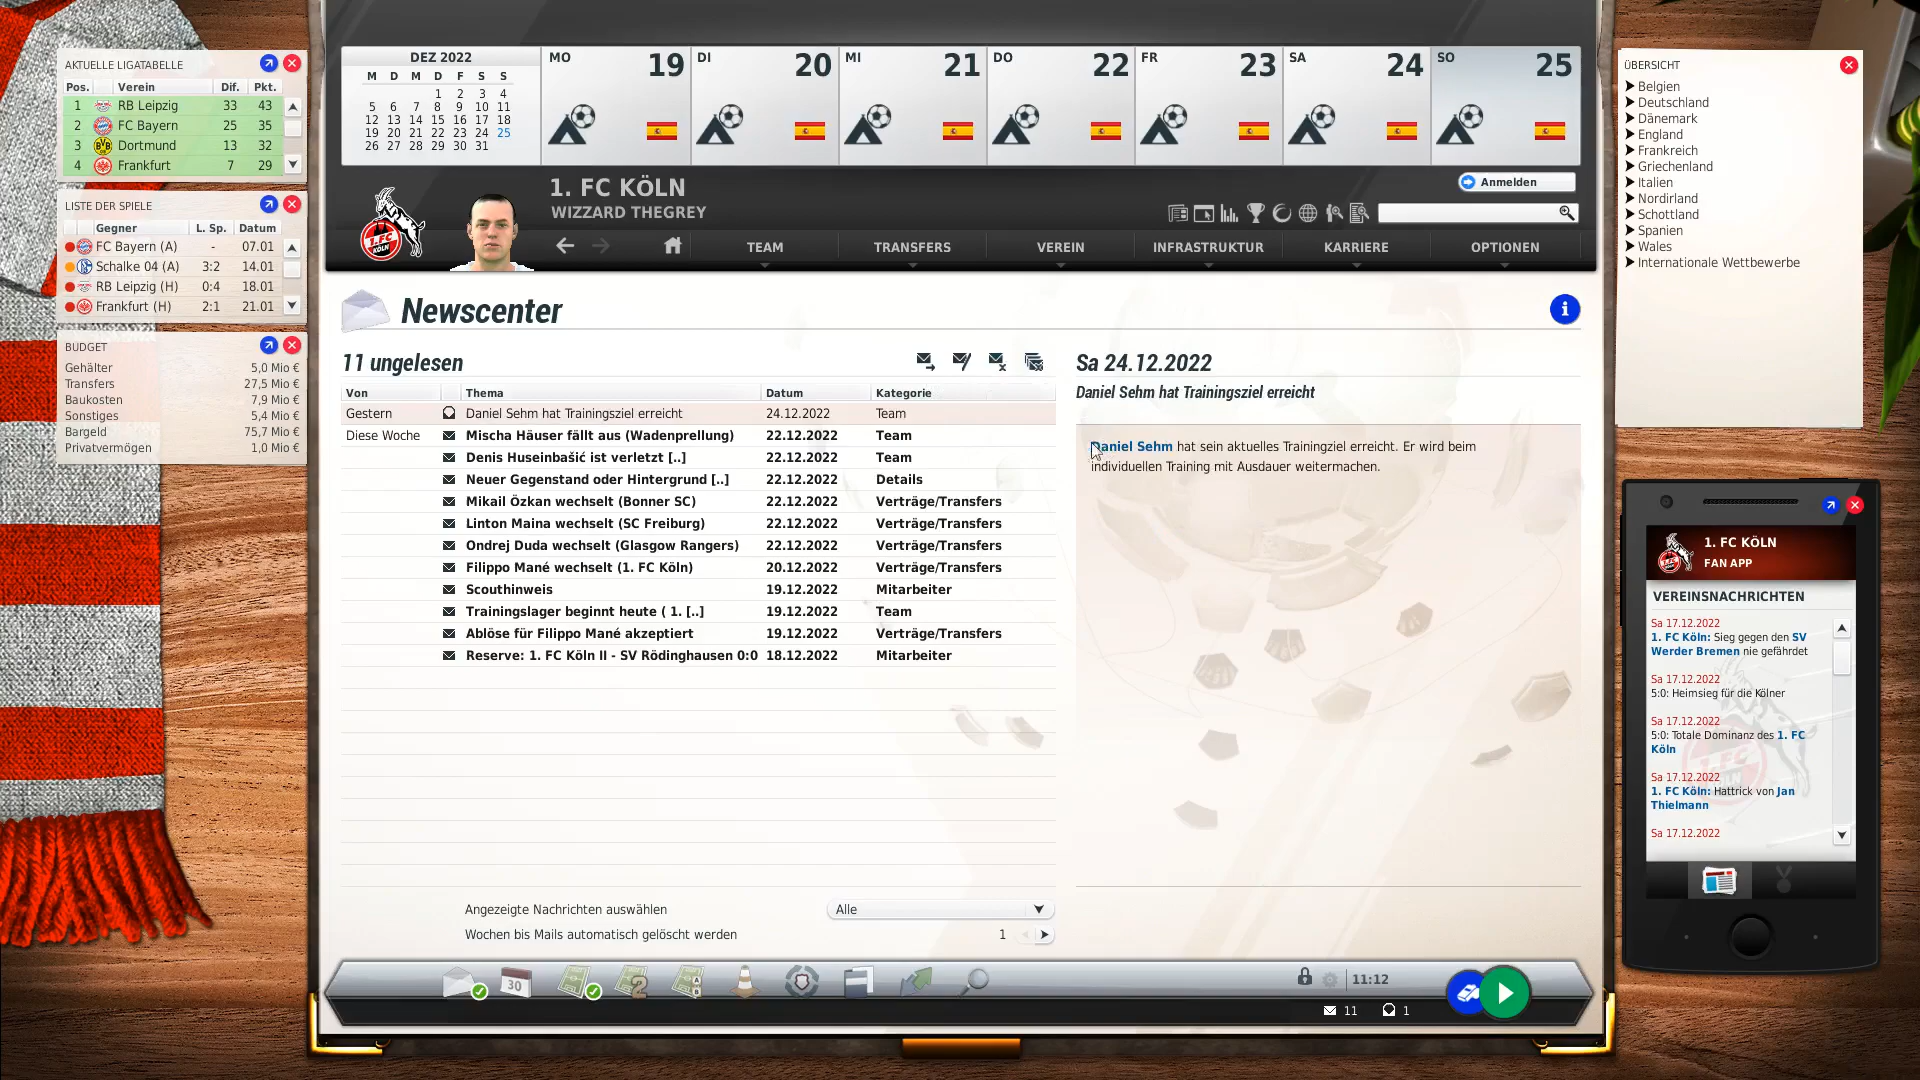 AKTUELLE LIGATABELLE
Pos. Verein Dif. Pkt.
1 RB Leipzig 33 43
2 FC Bayern 25 35
3 Dortmund 13 32
4 Frankfurt 7 29
LISTE DER SPIELE
Gegner L. Sp. Datum
FC Bayern (A) - 07.01
Schalke 04 (A) 3:2 14.01
RB Leipzig (H) 0:4 18.01
Frankfurt (H) 2:1 21.01
BUDGET
Gehälter 5,0 Mio €
Transfers 27,5 Mio €
Baukosten 7,9 Mio €
Sonstiges 5,4 Mio €
Bargeld 75,7 Mio €
Privatvermögen 1,0 Mio €
DEZ 2022
M D M D F S S
1 2 3 4
5 6 7 8 9 10 11
12 13 14 15 16 17 18
19 20 21 22 23 24 25
26 27 28 29 30 31
MO 19 DI 20 MI 21 DO 22 FR 23 SA 24 SO 25
1. FC KÖLN
WIZZARD THEGREY
Anmelden
TEAM TRANSFERS VEREIN INFRASTRUKTUR KARRIERE OPTIONEN
Newscenter
11 ungelesen
Von Thema Datum Kategorie
Gestern Daniel Sehm hat Trainingsziel erreicht 24.12.2022 Team
Diese Woche Mischa Häuser fällt aus (Wadenprellung) 22.12.2022 Team
Denis Huseinbašić ist verletzt [..] 22.12.2022 Team
Neuer Gegenstand oder Hintergrund [..] 22.12.2022 Details
Mikail Özkan wechselt (Bonner SC) 22.12.2022 Verträge/Transfers
Linton Maina wechselt (SC Freiburg) 22.12.2022 Verträge/Transfers
Ondrej Duda wechselt (Glasgow Rangers) 22.12.2022 Verträge/Transfers
Filippo Mané wechselt (1. FC Köln) 20.12.2022 Verträge/Transfers
Scouthinweis 19.12.2022 Mitarbeiter
Trainingslager beginnt heute ( 1. [..] 19.12.2022 Team
Ablöse für Filippo Mané akzeptiert 19.12.2022 Verträge/Transfers
Reserve: 1. FC Köln II - SV Rödinghausen 0:0 18.12.2022 Mitarbeiter
Angezeigte Nachrichten auswählen Alle
Wochen bis Mails automatisch gelöscht werden 1
Sa 24.12.2022
Daniel Sehm hat Trainingsziel erreicht
Daniel Sehm hat sein aktuelles Trainingziel erreicht. Er wird beim
individuellen Training mit Ausdauer weitermachen.
30
2
11:12
11 1
ÜBERSICHT
Belgien
Deutschland
Dänemark
England
Frankreich
Griechenland
Italien
Nordirland
Schottland
Spanien
Wales
Internationale Wettbewerbe
1. FC KÖLN
FAN APP
VEREINSNACHRICHTEN
Sa 17.12.2022
1. FC Köln: Sieg gegen den SV
Werder Bremen nie gefährdet
Sa 17.12.2022
5:0: Heimsieg für die Kölner
Sa 17.12.2022
5:0: Totale Dominanz des 1. FC
Köln
Sa 17.12.2022
1. FC Köln: Hattrick von Jan
Thielmann
Sa 17.12.2022